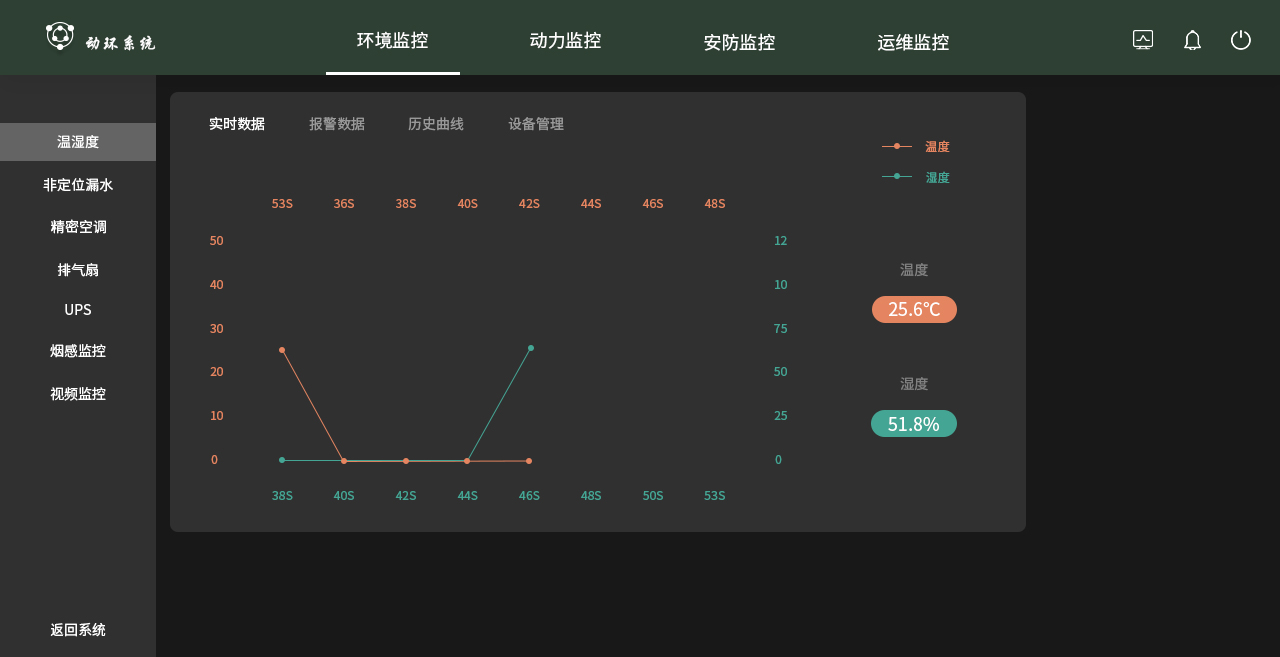 动环系统
环境监控 动力监控 安防监控 运维监控
温湿度
非定位漏水
精密空调
排气扇
UPS
烟感监控
视频监控
返回系统
实时数据 报警数据 历史曲线 设备管理
温度
湿度
53S 36S 38S 40S 42S 44S 46S 48S
50 12
40 10
30 75
20 50
10 25
0 0
38S 40S 42S 44S 46S 48S 50S 53S
温度
25.6℃
湿度
51.8%